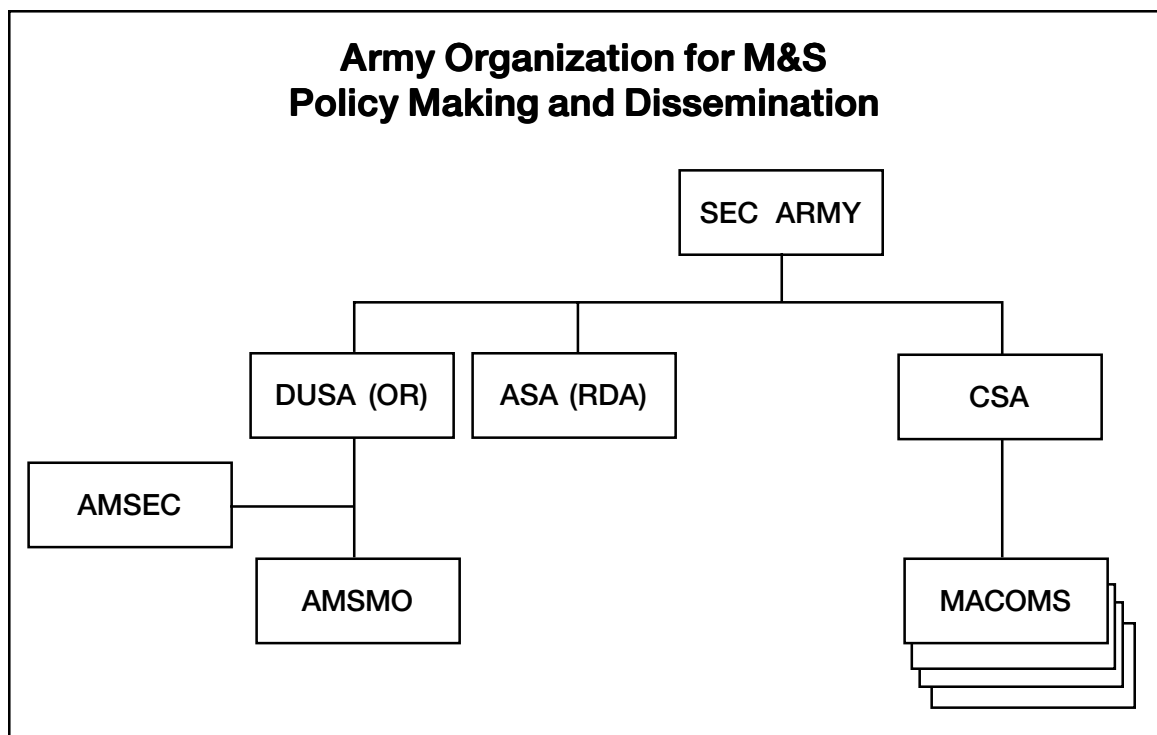 Army Organization for M&S
Policy Making and Dissemination
SEC ARMY
DUSA (OR)
ASA (RDA)
CSA
AMSEC
AMSMO
MACOMS